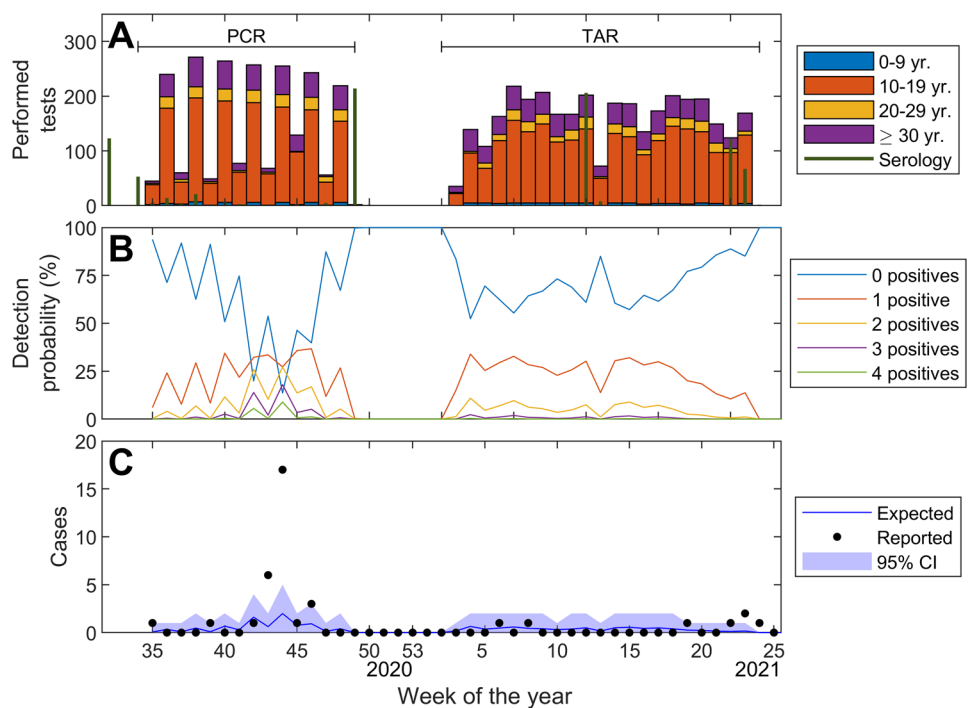 A
PCR
TAR
300
200
100
0
Performed
tests
0-9 yr.
10-19 yr.
20-29 yr.
≥ 30 yr.
Serology
B
100
75
50
25
0
Detection
probability (%)
0 positives
1 positive
2 positives
3 positives
4 positives
C
20
15
10
5
0
Cases
Expected
Reported
95% CI
35 40 45 50 53 5 10 15 20 25
2020 2021
Week of the year